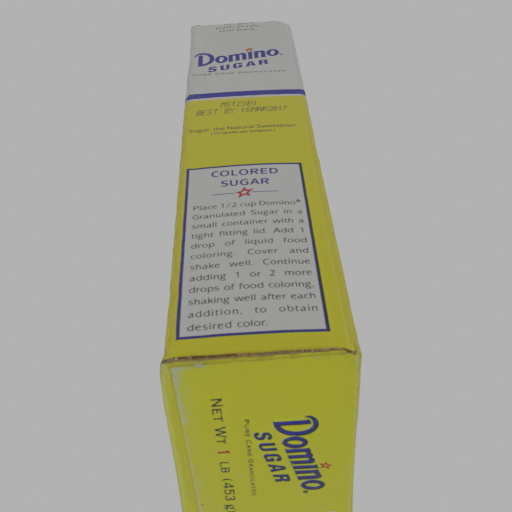 Domino®
SUGAR
PURE CANE GRANULATED
BEST BY 10MAR2017
Sugar, the Natural Sweetener
COLORED
SUGAR
Place 1/2 cup Domino®
Granulated Sugar in a
small container with a
tight fitting lid. Add 1
drop of liquid food
coloring. Cover and
shake well. Continue
adding 1 or 2 more
drops of food coloring,
shaking well after each
addition, to obtain
desired color.
Domino®
SUGAR
PURE CANE GRANULATED
NET WT 1 LB (453 g)